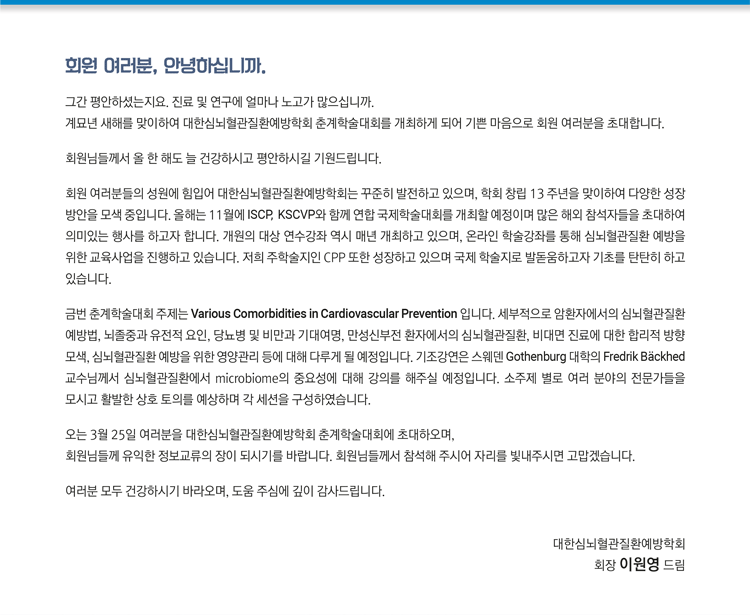 회원 여러분, 안녕하십니까.
그간 평안하셨는지요. 진료 및 연구에 얼마나 노고가 많으십니까.
계묘년 새해를 맞이하여 대한심뇌혈관질환예방학회 춘계학술대회를 개최하게 되어 기쁜 마음으로 회원 여러분을 초대합니다.
회원님들께서 올 한 해도 늘 건강하시고 평안하시길 기원드립니다.
회원 여러분들의 성원에 힘입어 대한심뇌혈관질환예방학회는 꾸준히 발전하고 있으며, 학회 창립 13 주년을 맞이하여 다양한 성장
방안을 모색 중입니다. 올해는 11월에 ISCP, KSCVP와 함께 연합 국제학술대회를 개최할 예정이며 많은 해외 참석자들을 초대하여
의미있는 행사를 하고자 합니다. 개원의 대상 연수강좌 역시 매년 개최하고 있으며, 온라인 학술강좌를 통해 심뇌혈관질환 예방을
위한 교육사업을 진행하고 있습니다. 저희 주학술지인 CPP 또한 성장하고 있으며 국제 학술지로 발돋움하고자 기초를 탄탄히 하고
있습니다.
금번 춘계학술대회 주제는 Various Comorbidities in Cardiovascular Prevention 입니다. 세부적으로 암환자에서의 심뇌혈관질환
예방법, 뇌졸중과 유전적 요인, 당뇨병 및 비만과 기대여명, 만성신부전 환자에서의 심뇌혈관질환, 비대면 진료에 대한 합리적 방향
모색, 심뇌혈관질환 예방을 위한 영양관리 등에 대해 다루게 될 예정입니다. 기조강연은 스웨덴 Gothenburg 대학의 Fredrik Bäckhed
교수님께서 심뇌혈관질환에서 microbiome의 중요성에 대해 강의를 해주실 예정입니다. 소주제 별로 여러 분야의 전문가들을
모시고 활발한 상호 토의를 예상하며 각 세션을 구성하였습니다.
오는 3월 25일 여러분을 대한심뇌혈관질환예방학회 춘계학술대회에 초대하오며,
회원님들께 유익한 정보교류의 장이 되시기를 바랍니다. 회원님들께서 참석해 주시어 자리를 빛내주시면 고맙겠습니다.
여러분 모두 건강하시기 바라오며, 도움 주심에 깊이 감사드립니다.
대한심뇌혈관질환예방학회
회장 이원영 드림